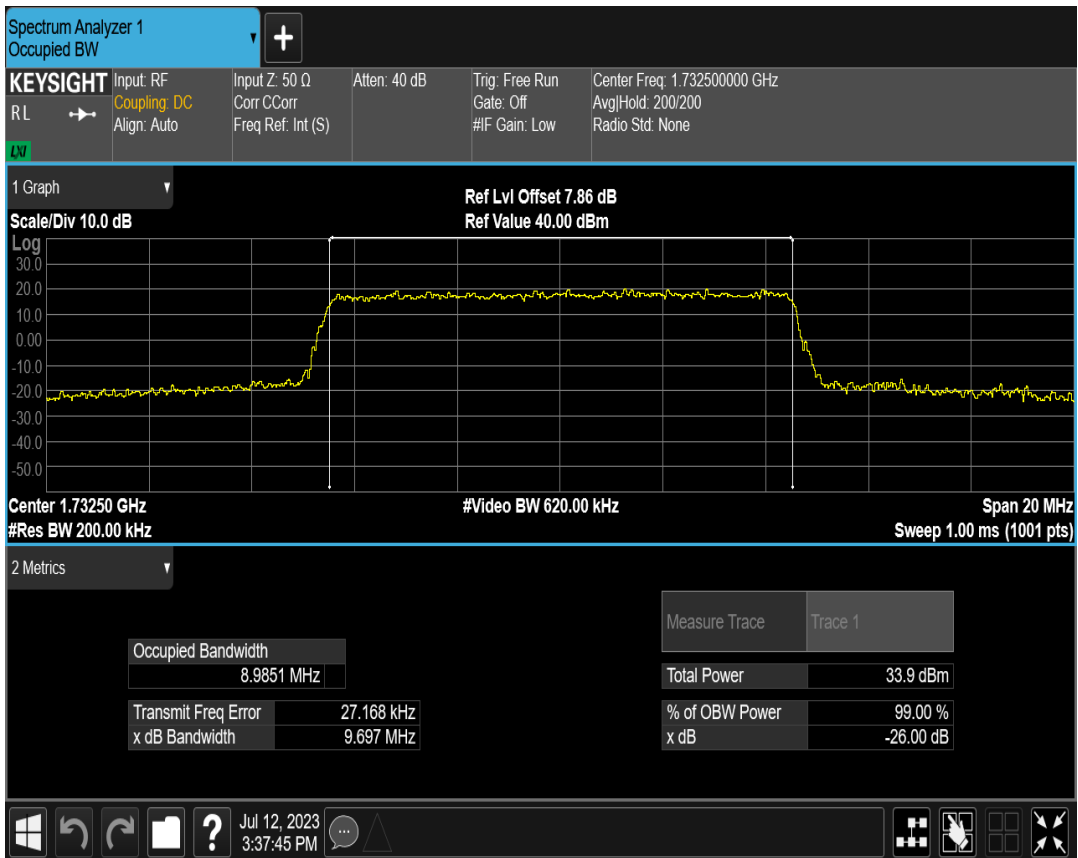 Spectrum Analyzer 1
Occupied BW
KEYSIGHT
RL
LXI
Input: RF
Coupling: DC
Align: Auto
Input Z: 50 Ω
Corr CCorr
Freq Ref: Int (S)
Atten: 40 dB
Trig: Free Run
Gate: Off
#IF Gain: Low
Center Freq: 1.732500000 GHz
Avg|Hold: 200/200
Radio Std: None
1 Graph
Scale/Div 10.0 dB
Ref Lvl Offset 7.86 dB
Ref Value 40.00 dBm
Log
30.0
20.0
10.0
0.00
-10.0
-20.0
-30.0
-40.0
-50.0
Center 1.73250 GHz
#Video BW 620.00 kHz
Span 20 MHz
#Res BW 200.00 kHz
Sweep 1.00 ms (1001 pts)
2 Metrics
Measure Trace Trace 1
Occupied Bandwidth
8.9851 MHz
Total Power 33.9 dBm
Transmit Freq Error 27.168 kHz
% of OBW Power 99.00 %
x dB Bandwidth 9.697 MHz
x dB -26.00 dB
?
Jul 12, 2023
3:37:45 PM